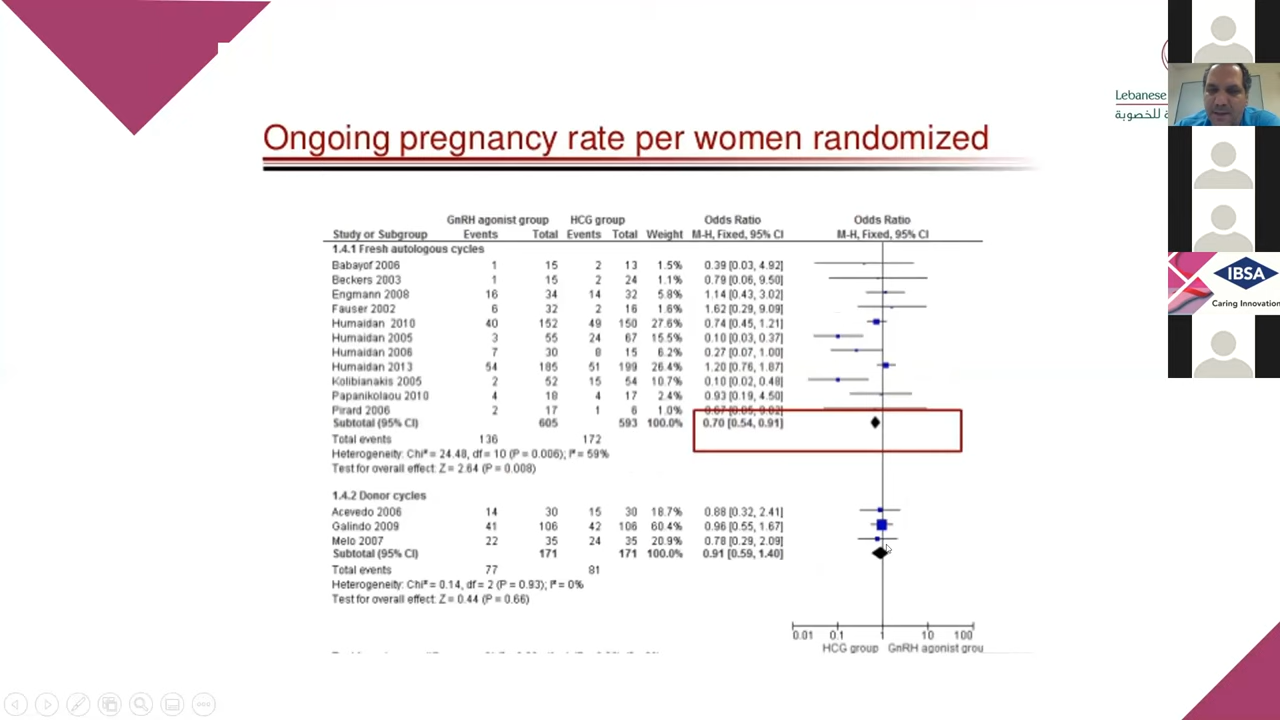 Lebanese
ة للخصوبة
Ongoing pregnancy rate per women randomized
IBSA
Caring Innovation
GnRH agonist group HCG group Odds Ratio Odds Ratio
Study or Subgroup Events Total Events Total Weight M-H, Fixed, 95% CI M-H, Fixed, 95% CI
1.4.1 Fresh autologous cycles
Babayof 2006 1 15 2 13 1.5% 0.39 [0.03, 4.92]
Beckers 2003 1 15 2 24 1.1% 0.79 [0.06, 9.50]
Engmann 2008 16 34 14 32 5.8% 1.14 [0.43, 3.02]
Fauser 2002 6 32 2 16 1.6% 1.62 [0.29, 9.09]
Humaidan 2010 40 152 49 150 27.6% 0.74 [0.45, 1.21]
Humaidan 2005 3 55 24 67 15.5% 0.10 [0.03, 0.37]
Humaidan 2006 7 30 8 15 6.2% 0.27 [0.07, 1.00]
Humaidan 2013 54 185 51 199 26.4% 1.20 [0.76, 1.87]
Kolibianakis 2005 2 52 15 54 10.7% 0.10 [0.02, 0.48]
Papanikolaou 2010 4 18 4 17 2.4% 0.93 [0.19, 4.50]
Pirard 2006 2 17 1 6 1.0%
Subtotal (95% CI) 605 593 100.0% 0.70 [0.54, 0.91]
Total events 136 172
Heterogeneity: Chi² = 24.48, df = 10 (P = 0.006); I² = 59%
Test for overall effect: Z = 2.64 (P = 0.008)
1.4.2 Donor cycles
Acevedo 2006 14 30 15 30 18.7% 0.88 [0.32, 2.41]
Galindo 2009 41 106 42 106 60.4% 0.96 [0.55, 1.67]
Melo 2007 22 35 24 35 20.9% 0.78 [0.29, 2.09]
Subtotal (95% CI) 171 171 100.0% 0.91 [0.59, 1.40]
Total events 77 81
Heterogeneity: Chi² = 0.14, df = 2 (P = 0.93); I² = 0%
Test for overall effect: Z = 0.44 (P = 0.66)
0.01 0.1 1 10 100
HCG group GnRH agonist grou